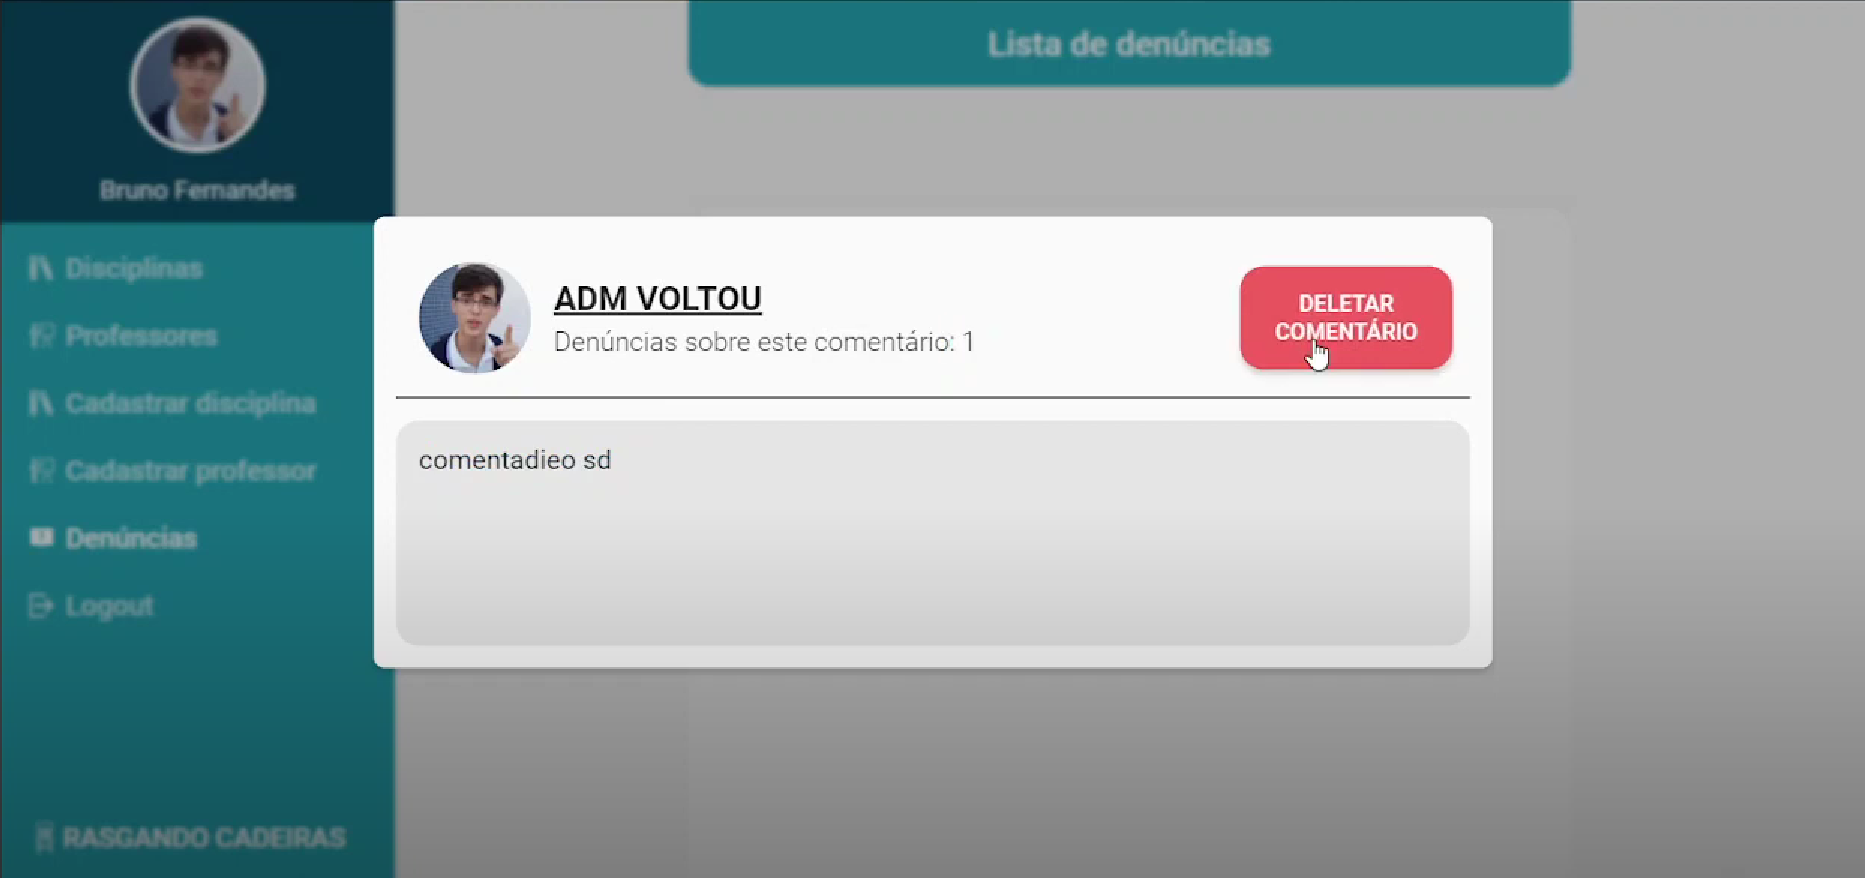 Lista de denúncias
Bruno Fernandes
Disciplinas
Professores
Cadastrar disciplina
Cadastrar professor
Denúncias
Logout
RASGANDO CADEIRAS
ADM VOLTOU
Denúncias sobre este comentário: 1
DELETAR
COMENTÁRIO
comentadieo sd